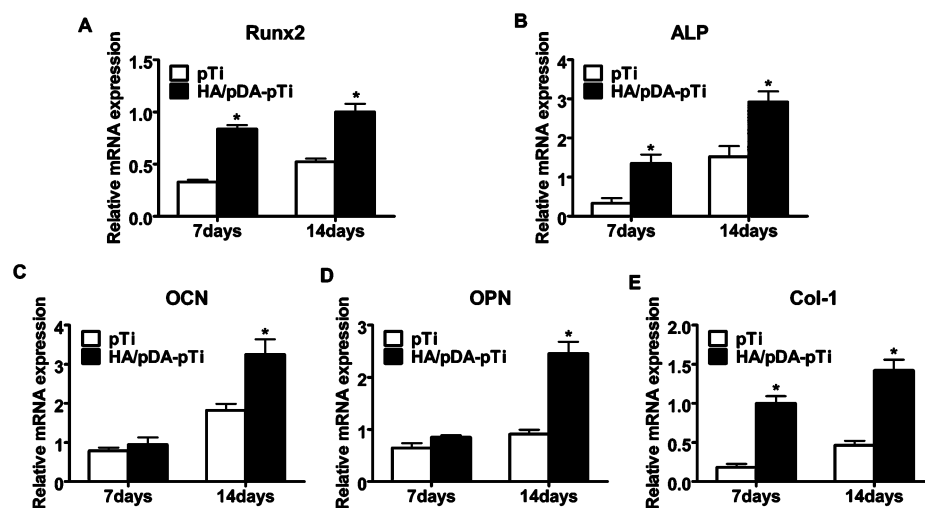 A
Runx2
Relative mRNA expression
1.5
1.0
0.5
0.0
pTi
HA/pDA-pTi
*
*
7days
14days
B
ALP
Relative mRNA expression
4
3
2
1
0
pTi
HA/pDA-pTi
*
*
7days
14days
C
OCN
Relative mRNA expression
4
3
2
1
0
pTi
HA/pDA-pTi
*
7days
14days
D
OPN
Relative mRNA expression
3
2
1
0
pTi
HA/pDA-pTi
*
7days
14days
E
Col-1
Relative mRNA expression
2.0
1.5
1.0
0.5
0.0
pTi
HA/pDA-pTi
*
*
7days
14days